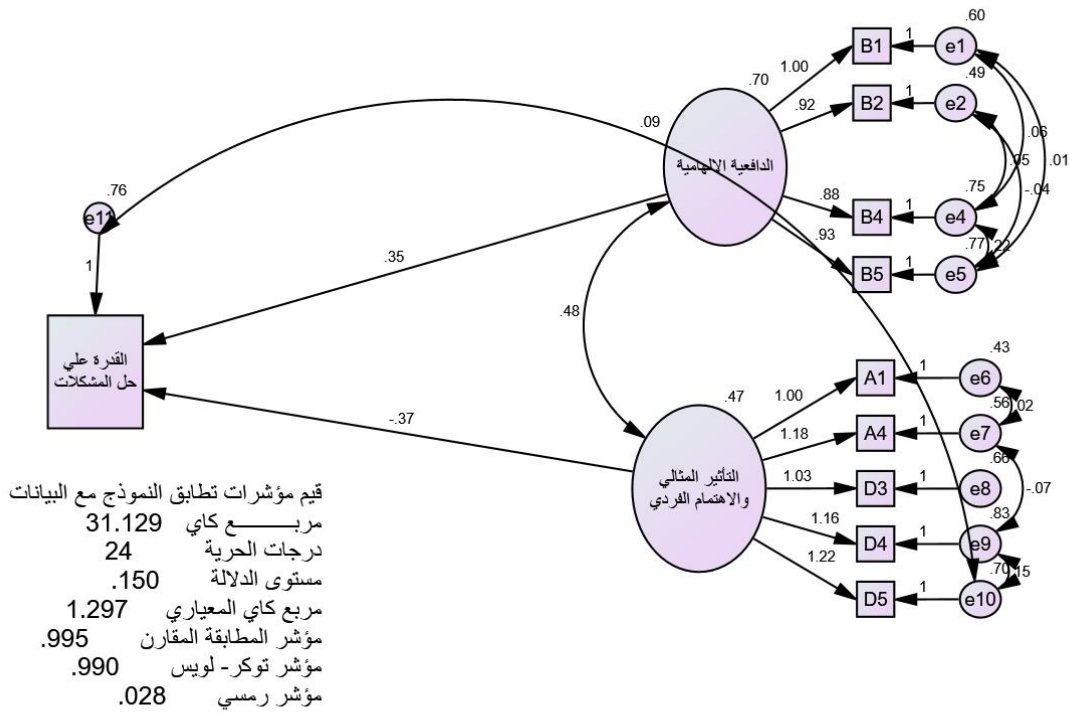 .60
B1
1
e1
1.00
.70
.49
.92
B2
1
e2
.09
الدافعية الالهامية
.06
.05
.01
.76
e11
.88
.75
-.04
B4
1
e4
.93
.77
.22
1
.35
B5
1
e5
.48
القدرة علي
حل المشكلات
.43
A1
1
e6
.47
1.00
.56
.02
-.37
1.18
A4
1
e7
التأثير المثالي
والاهتمام الفردي
.66
1.03
D3
1
e8
-.07
1.16
.83
D4
1
e9
1.22
.70
.15
D5
1
e10
قيم مؤشرات تطابق النموذج مع البيانات
مربـــــــع كاي 31.129
درجات الحرية 24
مستوى الدلالة .150
مربع كاي المعياري 1.297
مؤشر المطابقة المقارن .995
مؤشر توكر- لويس .990
مؤشر رمسي .028